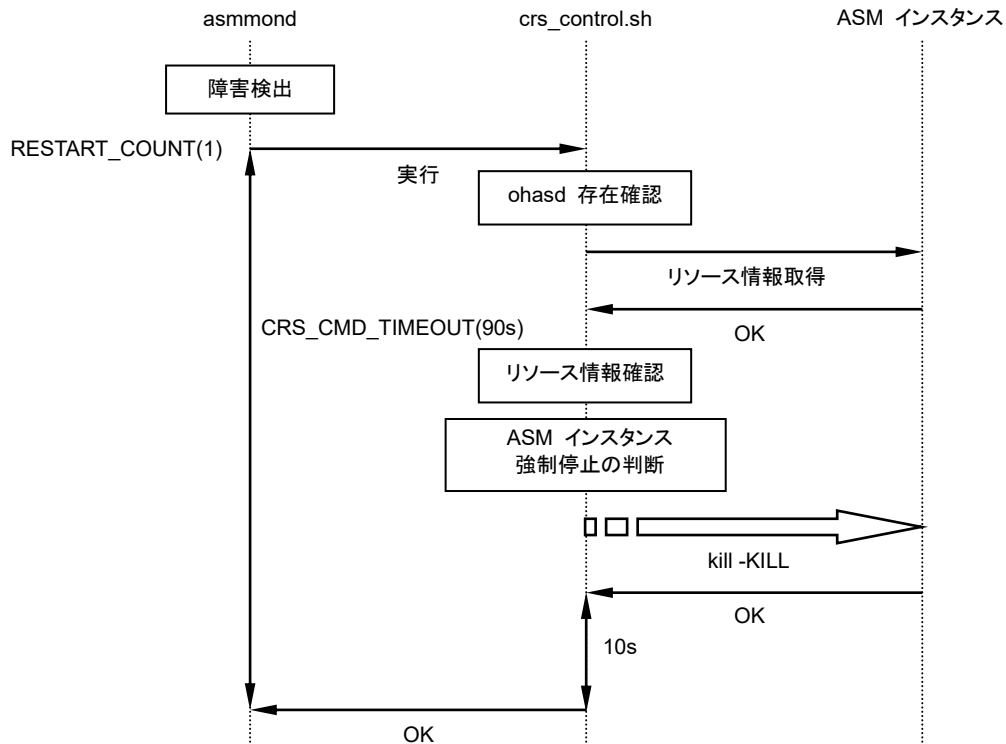 asmmond
crs_control.sh
ASM インスタンス
障害検出
RESTART_COUNT(1)
実行
ohasd 存在確認
リソース情報取得
OK
CRS_CMD_TIMEOUT(90s)
リソース情報確認
ASM インスタンス
強制停止の判断
kill -KILL
OK
10s
OK